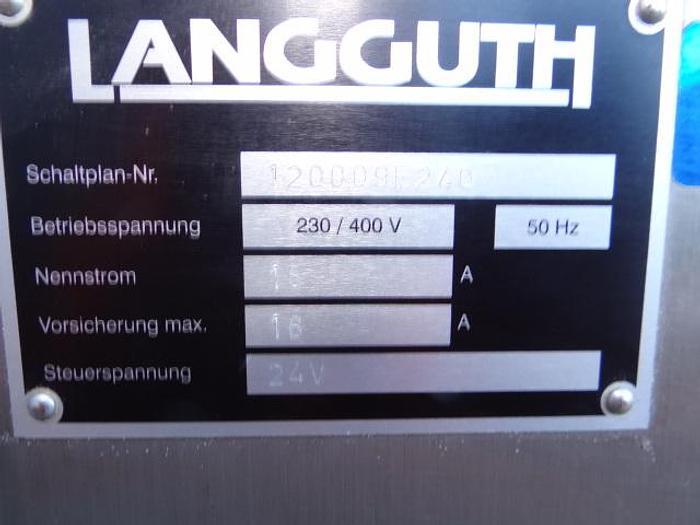 LANGGUTH
Schaltplan-Nr.
Betriebsspannung 230 / 400 V 50 Hz
Nennstrom A
Vorsicherung max. 16 A
Steuerspannung 24V